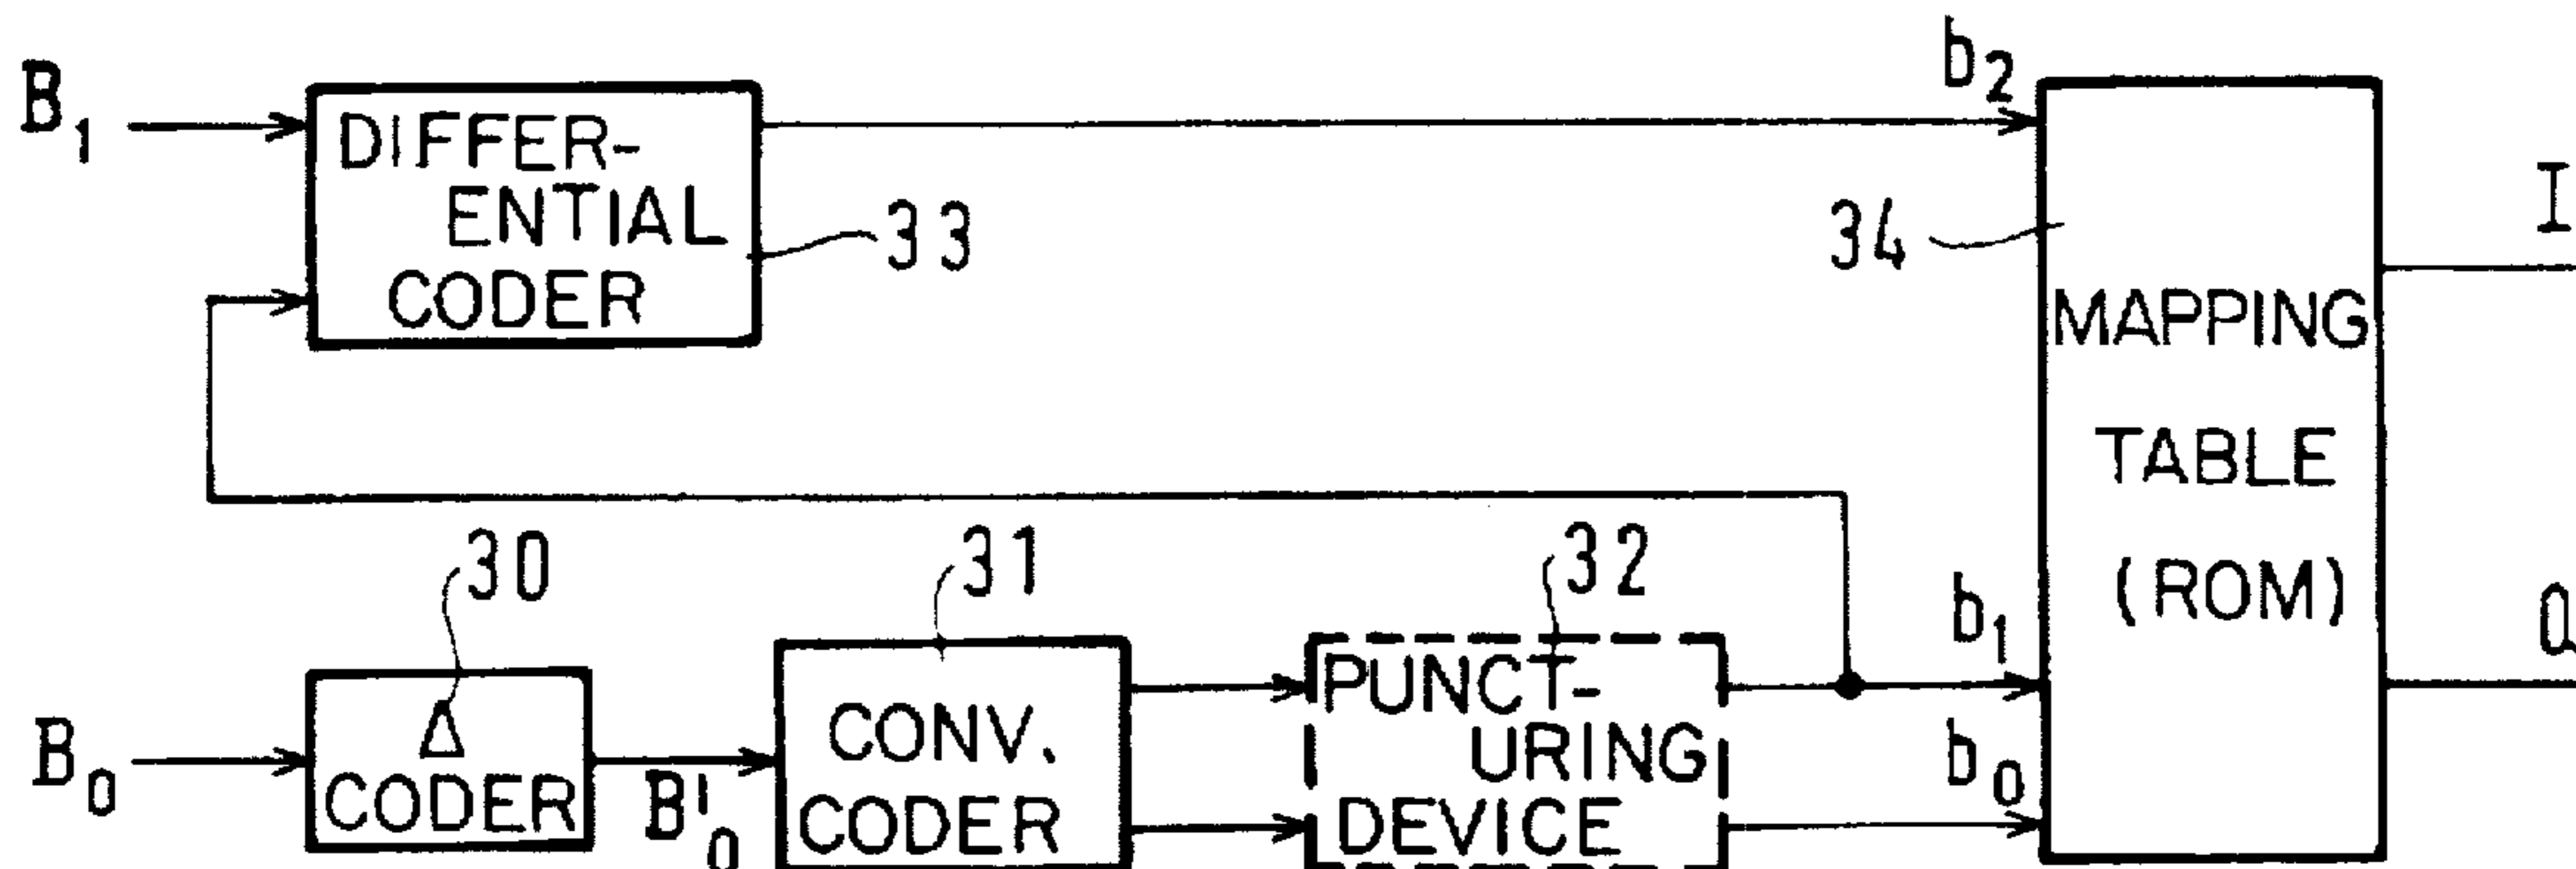 B1
DIFFER-
ENTIAL
CODER
33
b2
34
MAPPING
TABLE
(ROM)
I
Q
B0
30
Δ
CODER
B'0
31
CONV.
CODER
32
PUNCT-
URING
DEVICE
b1
b0